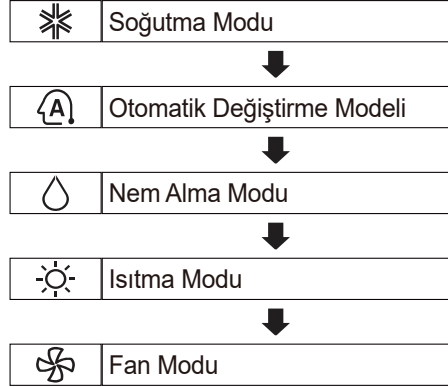 Soğutma Modu
A
Otomatik Değiştirme Modeli
Nem Alma Modu
Isıtma Modu
Fan Modu